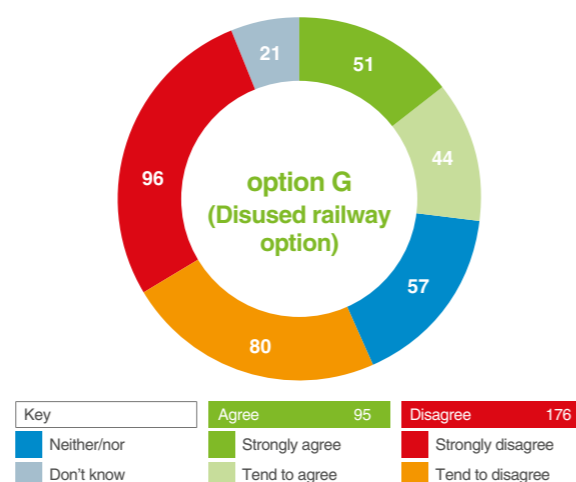 21
51
44
96
option G
(Disused railway
option)
57
80
Key
Agree 95
Disagree 176
Neither/nor
Strongly agree
Strongly disagree
Don't know
Tend to agree
Tend to disagree